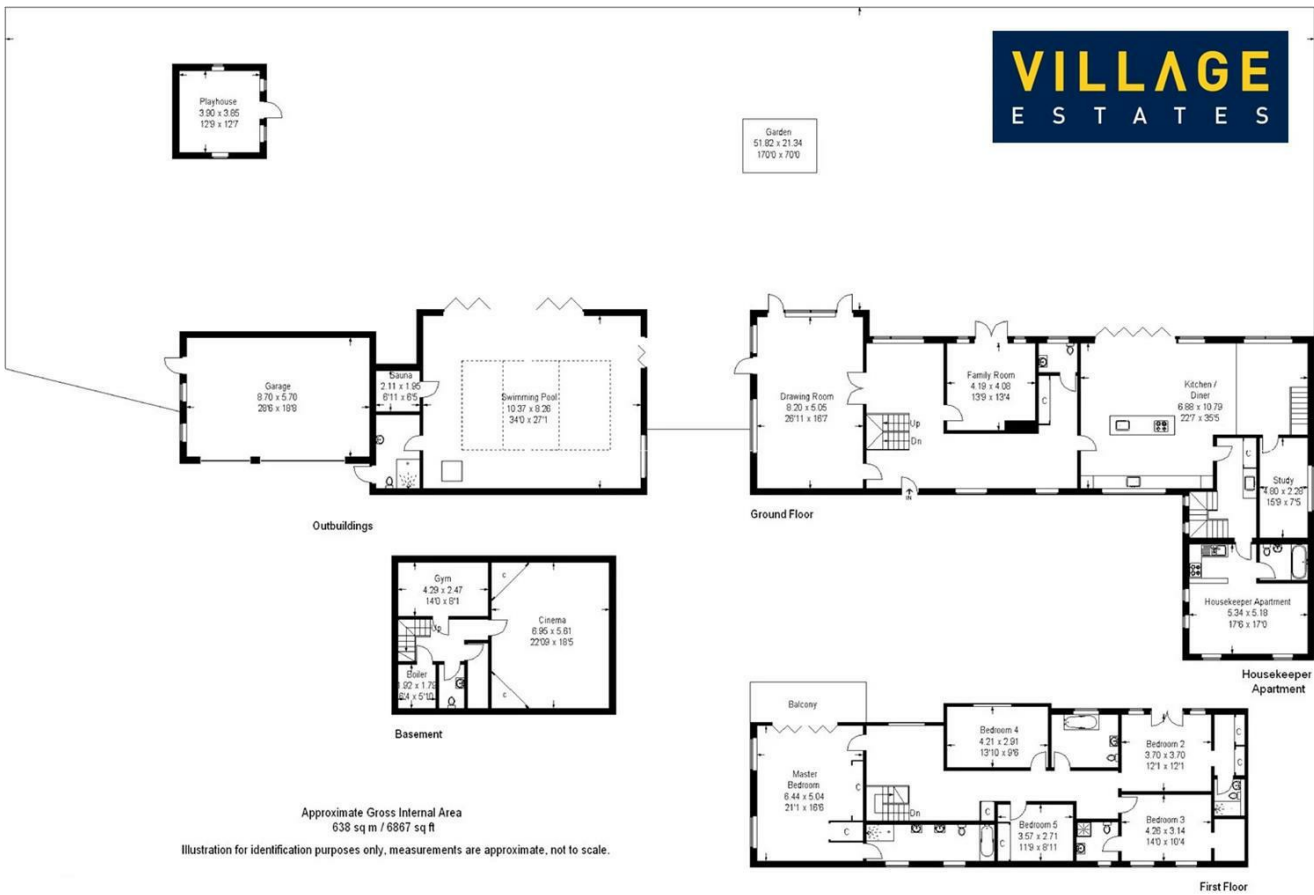 VILLAGE
ESTATES
Playhouse
3.90 x 3.85
12'9 x 12'7
Garden
51.82 x 21.34
170'0 x 70'0
Garage
8.70 x 5.70
28'6 x 18'8
Sauna
2.11 x 1.95
6'11 x 6'5
Swimming Pool
10.37 x 8.26
34'0 x 27'1
Outbuildings
Drawing Room
8.20 x 5.05
26'11 x 16'7
Up
Dn
Family Room
4.19 x 4.08
13'9 x 13'4
C
IN
Kitchen /
Diner
6.88 x 10.79
22'7 x 35'5
C
Study
4.80 x 2.26
15'9 x 7'5
Ground Floor
Housekeeper Apartment
5.34 x 5.18
17'6 x 17'0
Housekeeper
Apartment
Gym
4.29 x 2.47
14'0 x 8'1
Up
Cinema
6.95 x 5.61
22'09 x 18'5
C
C
Boiler
1.92 x 1.79
6'4 x 5'10
Basement
Balcony
Master
Bedroom
6.44 x 5.04
21'1 x 16'6
C
C
Dn
Bedroom 4
4.21 x 2.91
13'10 x 9'6
Bedroom 2
3.70 x 3.70
12'1 x 12'1
C
C
C
C
Bedroom 5
3.57 x 2.71
11'9 x 8'11
Bedroom 3
4.26 x 3.14
14'0 x 10'4
First Floor
Approximate Gross Internal Area
638 sq m / 6867 sq ft
Illustration for identification purposes only, measurements are approximate, not to scale.